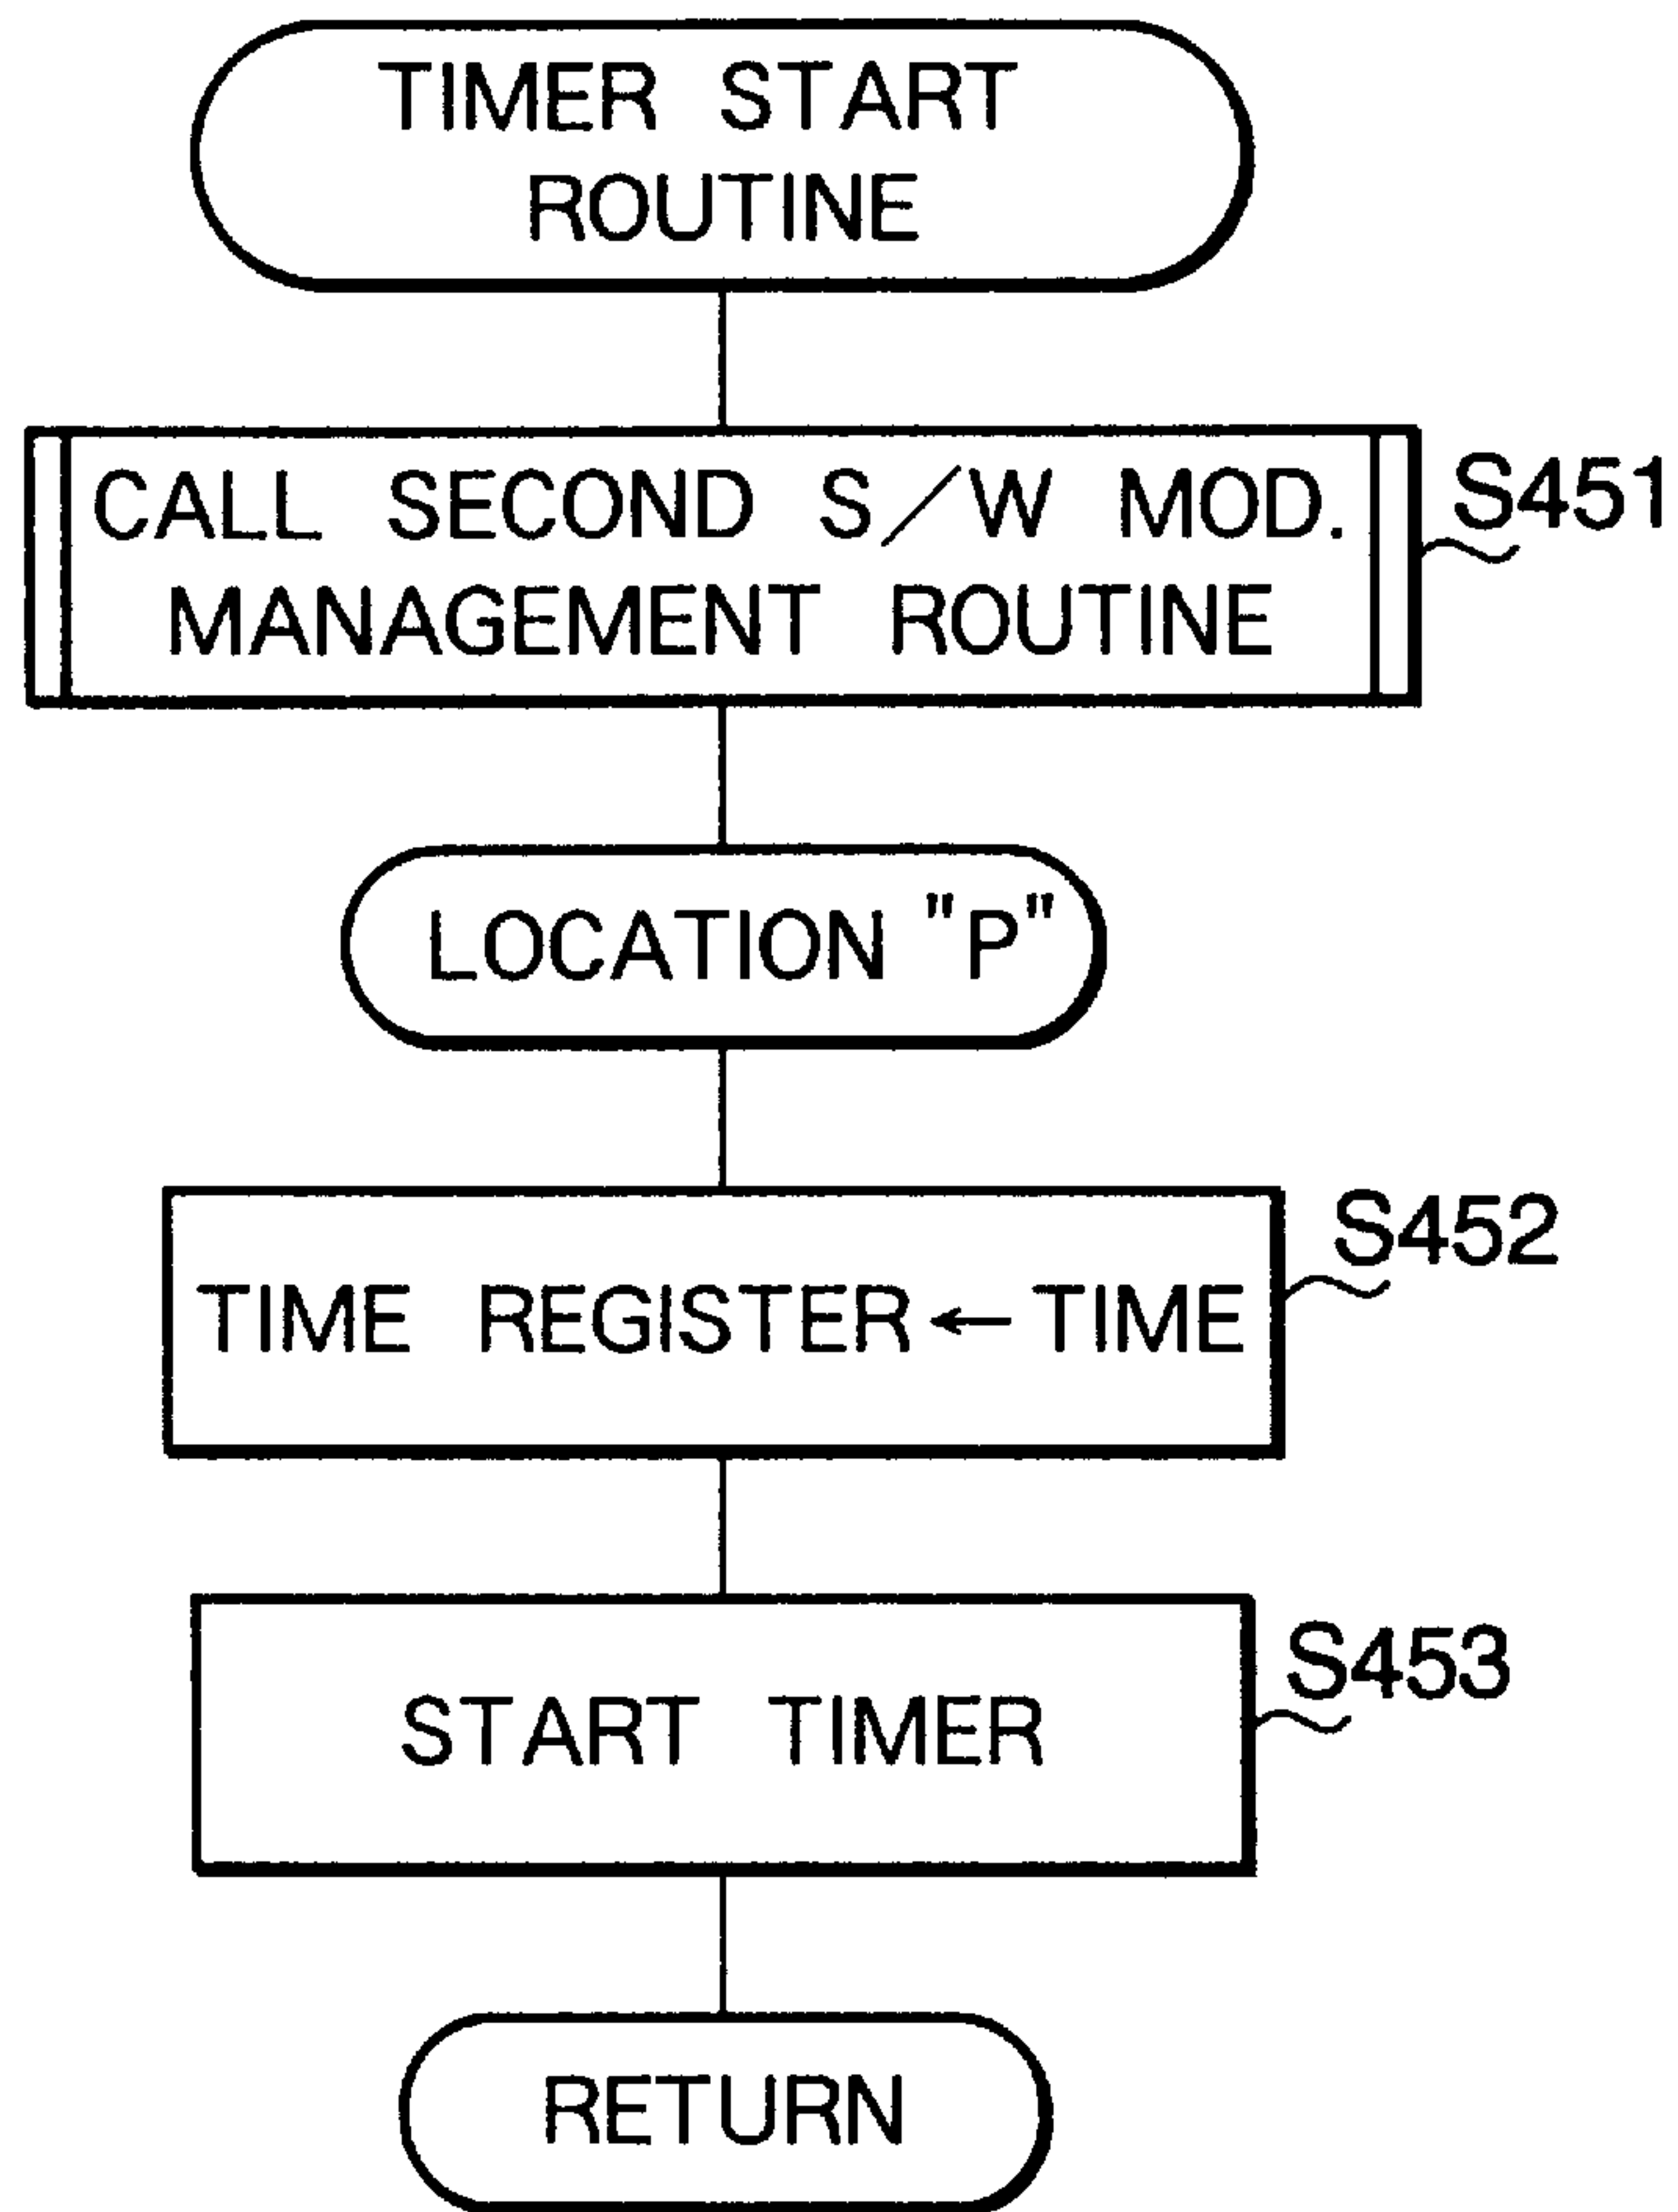 TIMER START
ROUTINE
CALL SECOND S/W MOD.
MANAGEMENT ROUTINE
S451
LOCATION "P"
TIME REGISTER ← TIME
S452
START TIMER
S453
RETURN